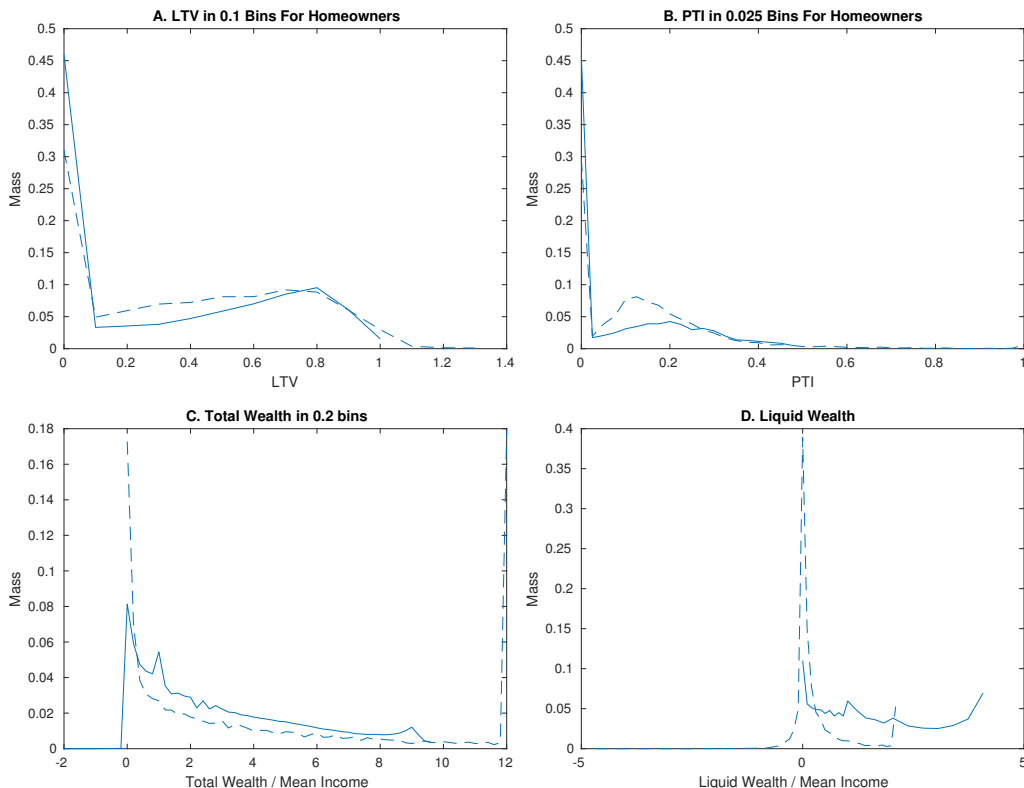 A. LTV in 0.1 Bins For Homeowners
0.5
0.45
0.4
0.35
0.3
0.25
0.2
0.15
0.1
0.05
0
Mass
0 0.2 0.4 0.6 0.8 1 1.2 1.4
LTV
B. PTI in 0.025 Bins For Homeowners
0.5
0.45
0.4
0.35
0.3
0.25
0.2
0.15
0.1
0.05
0
Mass
0 0.2 0.4 0.6 0.8 1
PTI
C. Total Wealth in 0.2 bins
0.18
0.16
0.14
0.12
0.1
0.08
0.06
0.04
0.02
0
Mass
-2 0 2 4 6 8 10 12
Total Wealth / Mean Income
D. Liquid Wealth
0.4
0.35
0.3
0.25
0.2
0.15
0.1
0.05
0
Mass
-5 0 5
Liquid Wealth / Mean Income